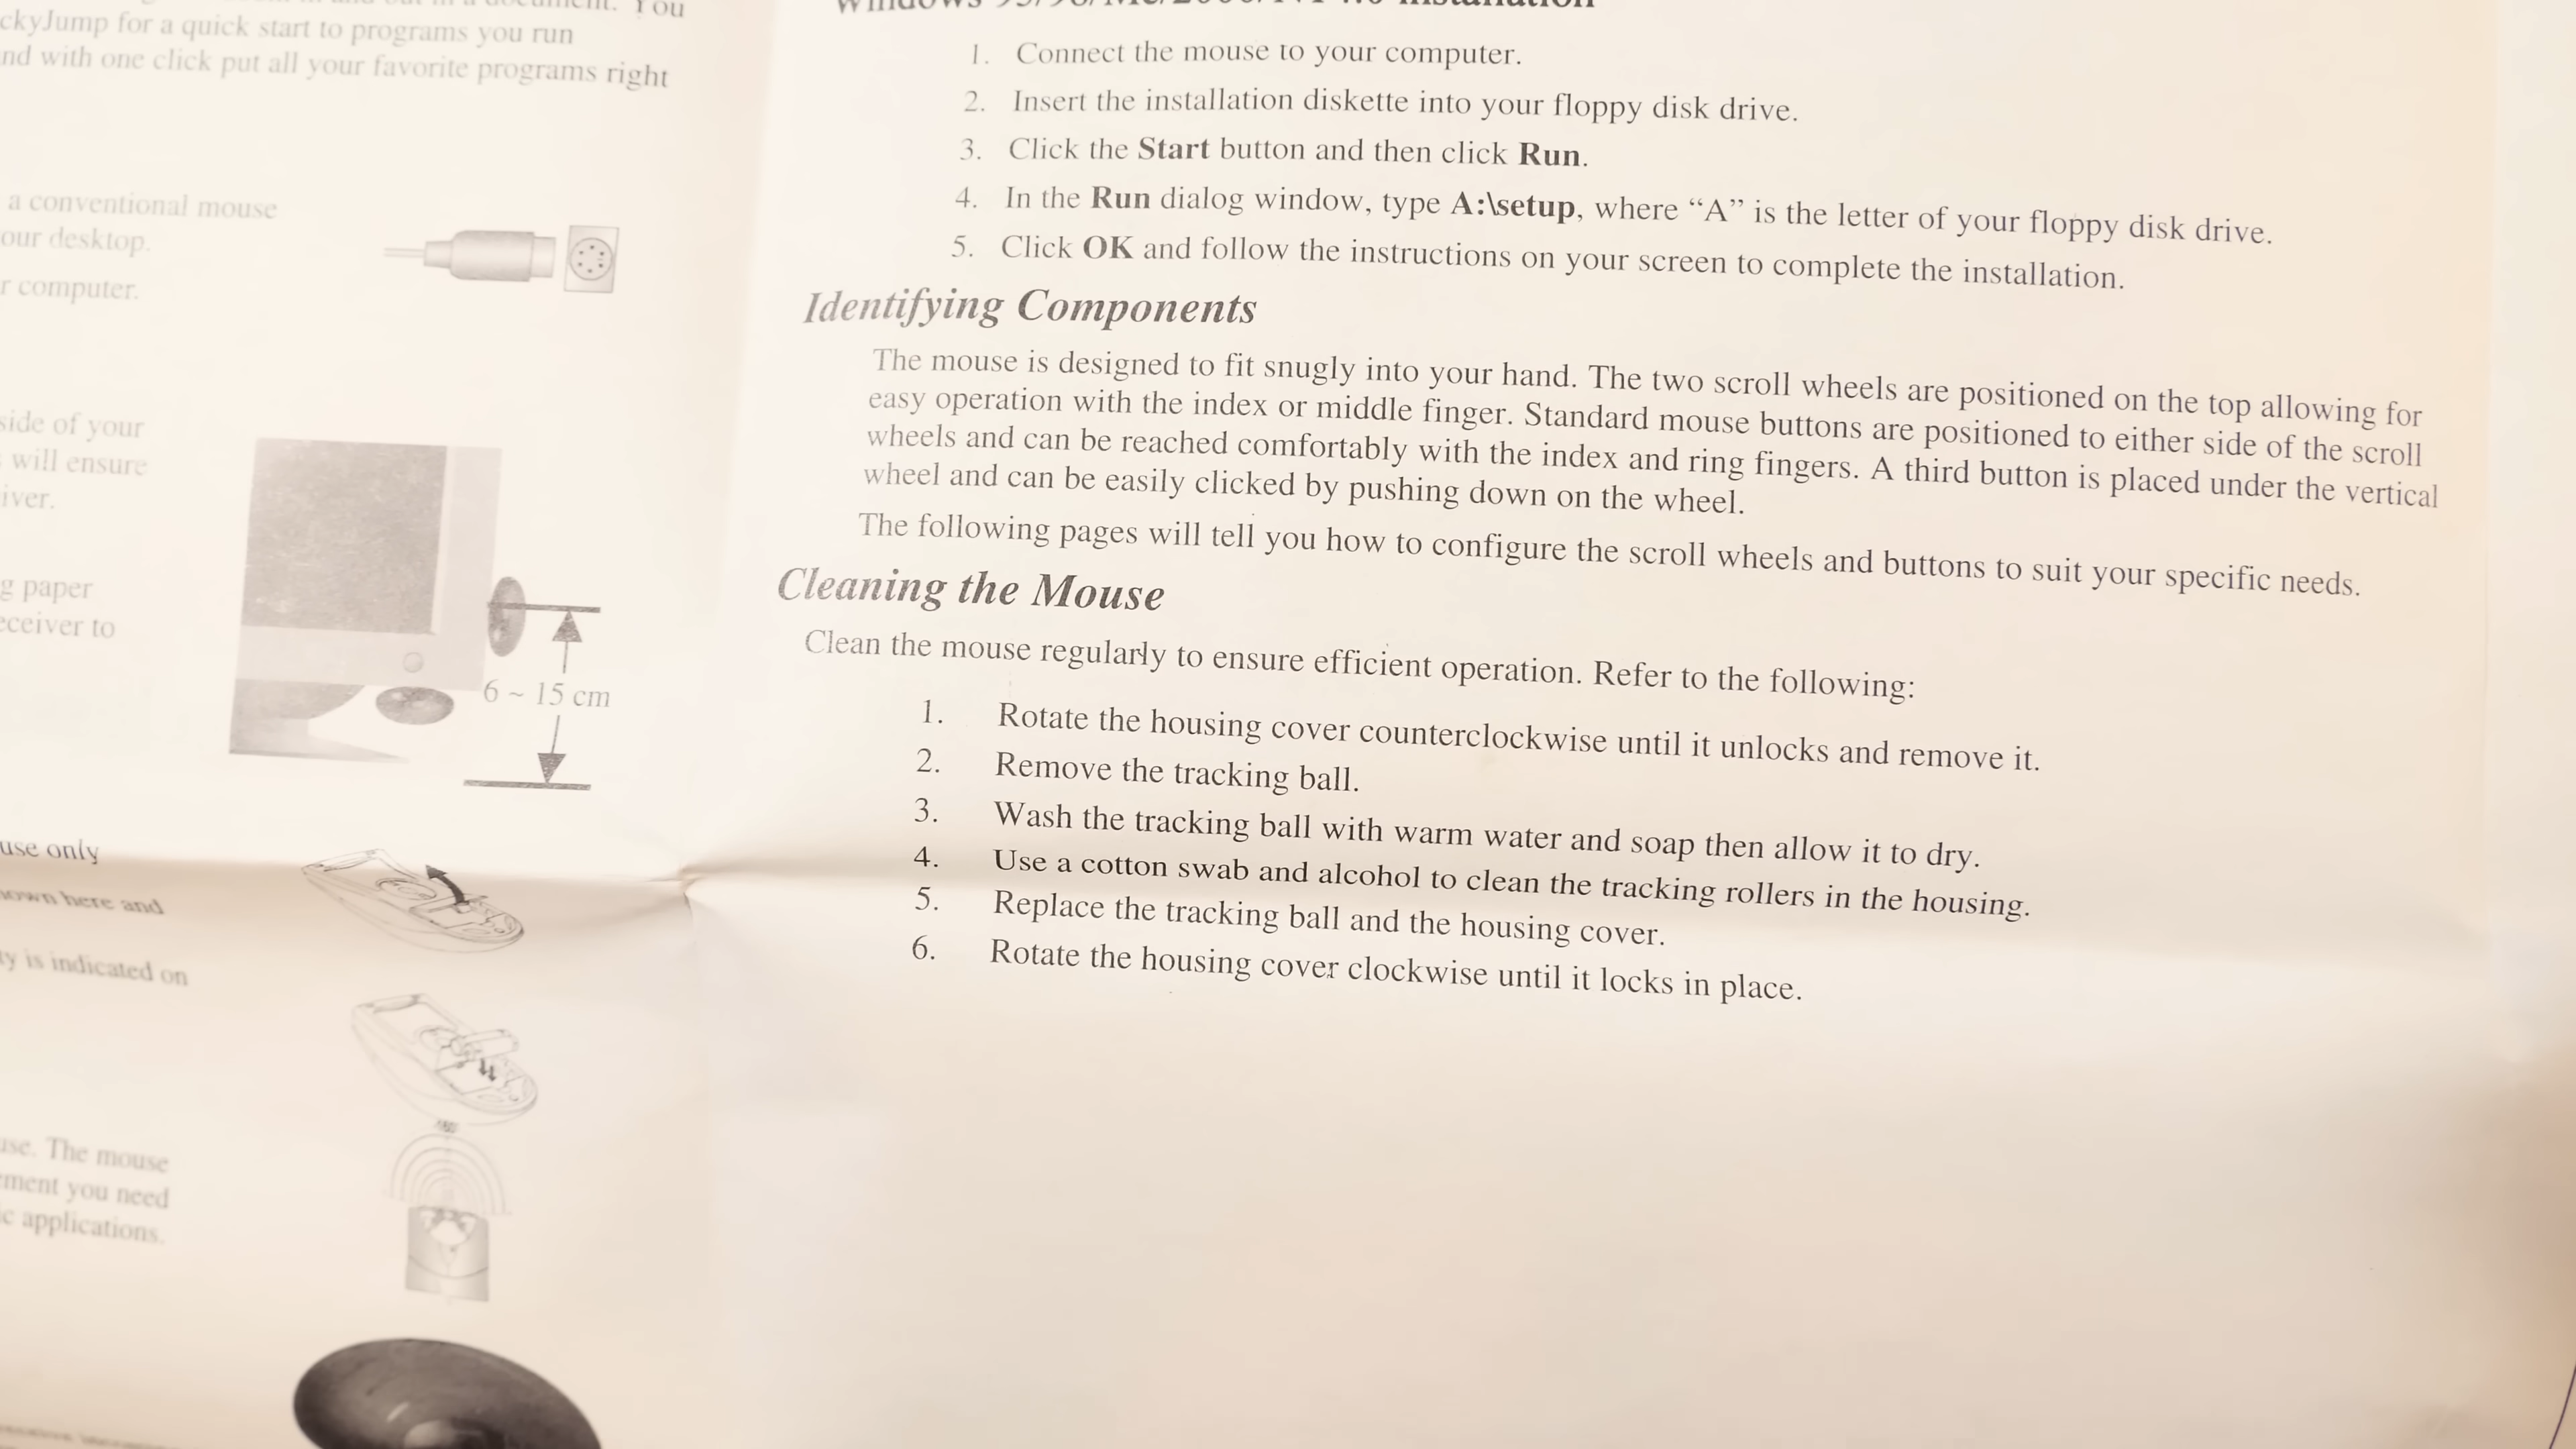 You
ckyJump for a quick start to programs you run
nd with one click put all your favorite programs right
a conventional mouse
our desktop.
r computer.
side of your
will ensure
iver.
g paper
eceiver to
6 ~ 15 cm
use only
hown here and
ty is indicated on
use. The mouse
ement you need
c applications.
Installation
1. Connect the mouse to your computer.
2. Insert the installation diskette into your floppy disk drive.
3. Click the Start button and then click Run.
4. In the Run dialog window, type A:\setup, where “A” is the letter of your floppy disk drive.
5. Click OK and follow the instructions on your screen to complete the installation.
Identifying Components
The mouse is designed to fit snugly into your hand. The two scroll wheels are positioned on the top allowing for
easy operation with the index or middle finger. Standard mouse buttons are positioned to either side of the scroll
wheels and can be reached comfortably with the index and ring fingers. A third button is placed under the vertical
wheel and can be easily clicked by pushing down on the wheel.
The following pages will tell you how to configure the scroll wheels and buttons to suit your specific needs.
Cleaning the Mouse
Clean the mouse regularly to ensure efficient operation. Refer to the following:
1. Rotate the housing cover counterclockwise until it unlocks and remove it.
2. Remove the tracking ball.
3. Wash the tracking ball with warm water and soap then allow it to dry.
4. Use a cotton swab and alcohol to clean the tracking rollers in the housing.
5. Replace the tracking ball and the housing cover.
6. Rotate the housing cover clockwise until it locks in place.